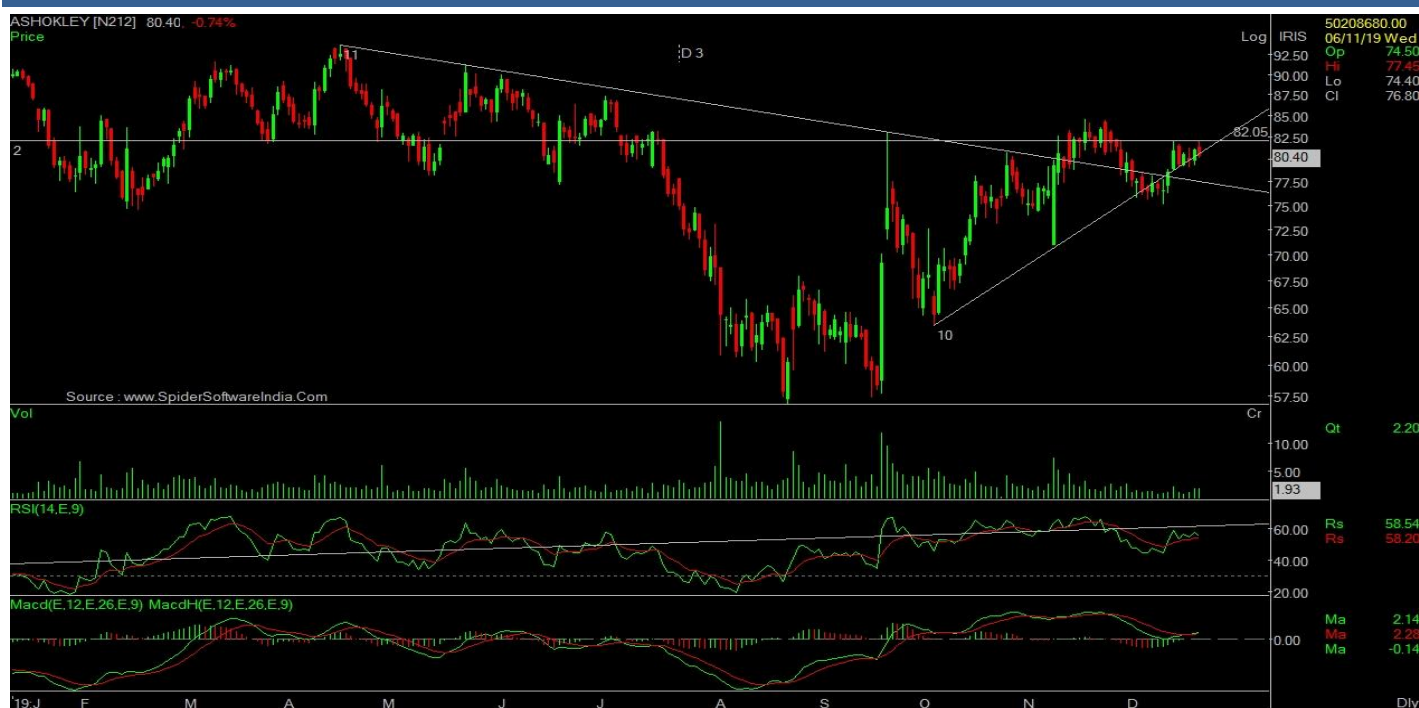 ASHOKLEY [N212] 80.40, -0.74%
Price
11
D 3
Log
IRIS
50208680.00
06/11/19 Wed
Op 74.50
Hi 77.45
Lo 74.40
Cl 76.80
92.50
90.00
87.50
85.00
82.05
82.50
2
80.40
77.50
75.00
72.50
70.00
67.50
65.00
10
62.50
60.00
57.50
Source : www.SpiderSoftwareIndia.Com
Vol
Cr
10.00
Qt 2.20
5.00
1.93
RSI(14,E,9)
60.00
Rs 58.54
Rs 58.20
40.00
20.00
Macd(E,12,E,26,E,9) MacdH(E,12,E,26,E,9)
Ma 2.14
0.00
Ma 2.28
Ma -0.14
'19:J F M A M J J A S O N D Dly